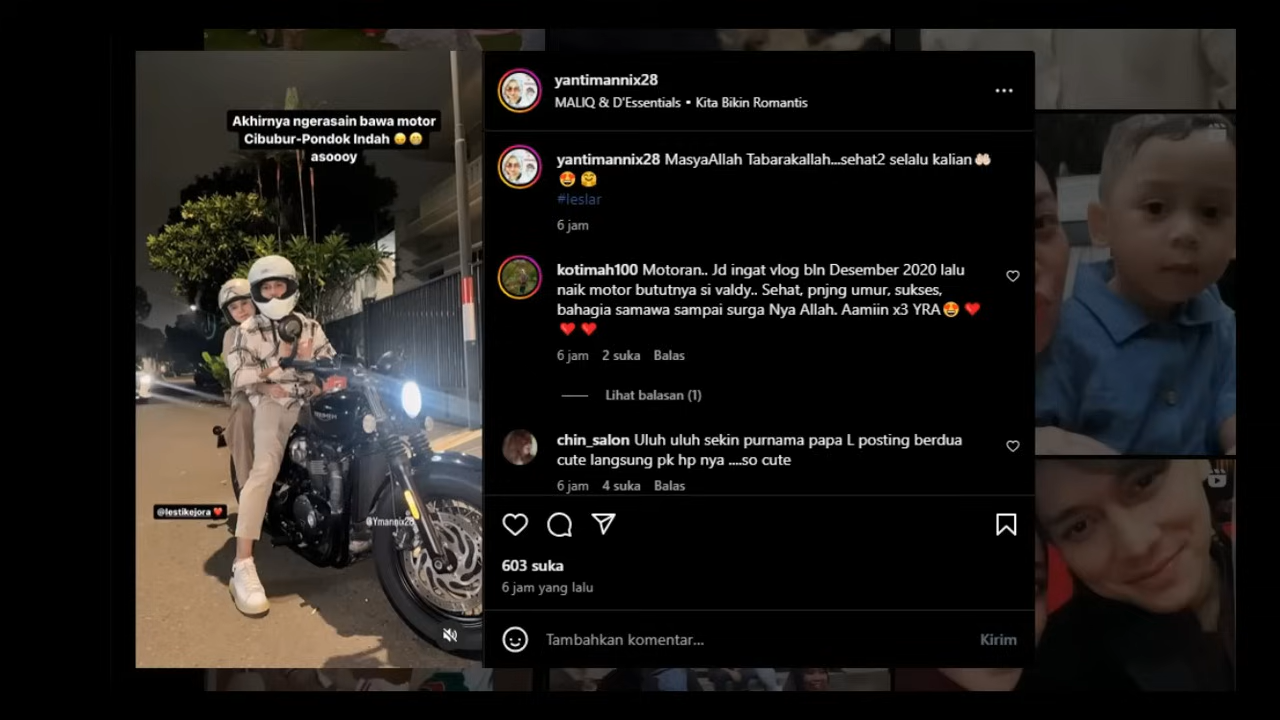 Akhirnya ngerasain bawa motor
Cibubur-Pondok Indah 😙😁
asoooy
@lestikejora ❤️
@Ymannix28
TRIUMPH
yantimannix28
MALIQ & D'Essentials • Kita Bikin Romantis
yantimannix28 MasyaAllah Tabarakallah...sehat2 selalu kalian🤲🏻
😍 🤗
#leslar
6 jam
kotimah100 Motoran.. Jd ingat vlog bln Desember 2020 lalu
naik motor bututnya si valdy.. Sehat, pnjng umur, sukses,
bahagia samawa sampai surga Nya Allah. Aamiin x3 YRA😍 ❤️
❤️ ❤️
6 jam 2 suka Balas
Lihat balasan (1)
chin_salon Uluh uluh sekin purnama papa L posting berdua
cute langsung pk hp nya ....so cute
6 jam 4 suka Balas
603 suka
6 jam yang lalu
Tambahkan komentar...
Kirim